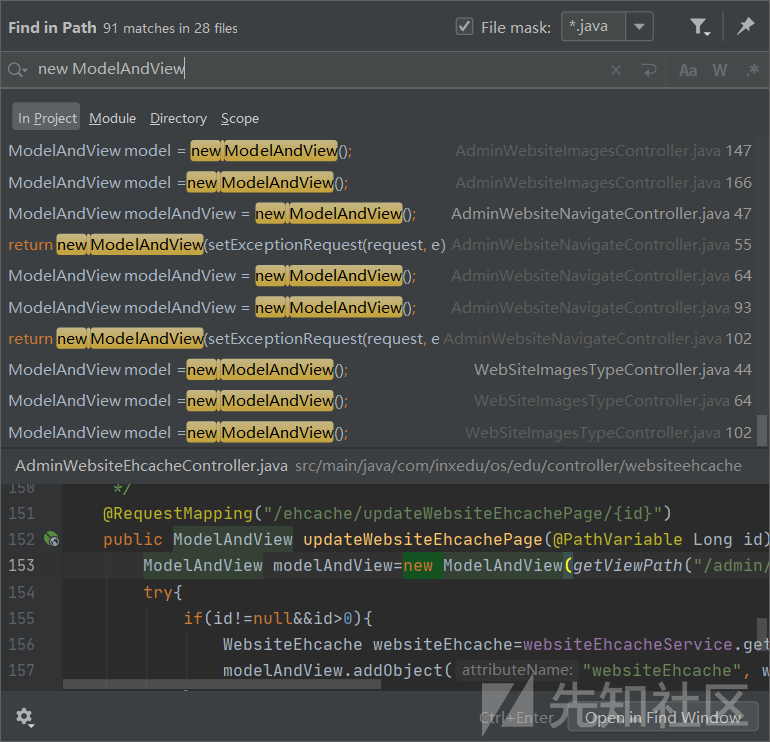 Find in Path 91 matches in 28 files File mask: *.java
new ModelAndView Aa W .*
In Project Module Directory Scope
ModelAndView model = new ModelAndView(); AdminWebsiteImagesController.java 147
ModelAndView model =new ModelAndView(); AdminWebsiteImagesController.java 166
ModelAndView modelAndView = new ModelAndView(); AdminWebsiteNavigateController.java 47
return new ModelAndView(setExceptionRequest(request, e) AdminWebsiteNavigateController.java 55
ModelAndView modelAndView = new ModelAndView(); AdminWebsiteNavigateController.java 64
ModelAndView modelAndView = new ModelAndView(); AdminWebsiteNavigateController.java 93
return new ModelAndView(setExceptionRequest(request, e AdminWebsiteNavigateController.java 102
ModelAndView model =new ModelAndView(); WebSiteImagesTypeController.java 44
ModelAndView model =new ModelAndView(); WebSiteImagesTypeController.java 64
ModelAndView model =new ModelAndView(); WebSiteImagesTypeController.java 102
AdminWebsiteEhcacheController.java src/main/java/com/inxedu/os/edu/controller/websiteehcache
150 */
151 @RequestMapping("/ehcache/updateWebsiteEhcachePage/{id}")
152 public ModelAndView updateWebsiteEhcachePage(@PathVariable Long id)
153 ModelAndView modelAndView=new ModelAndView(getViewPath("/admin/
154 try{
155 if(id!=null&&id>0){
156 WebsiteEhcache websiteEhcache=websiteEhcacheService.get
157 modelAndView.addObject( attributeName: "websiteEhcache", w
先知社区
Ctrl+Enter Open in Find Window